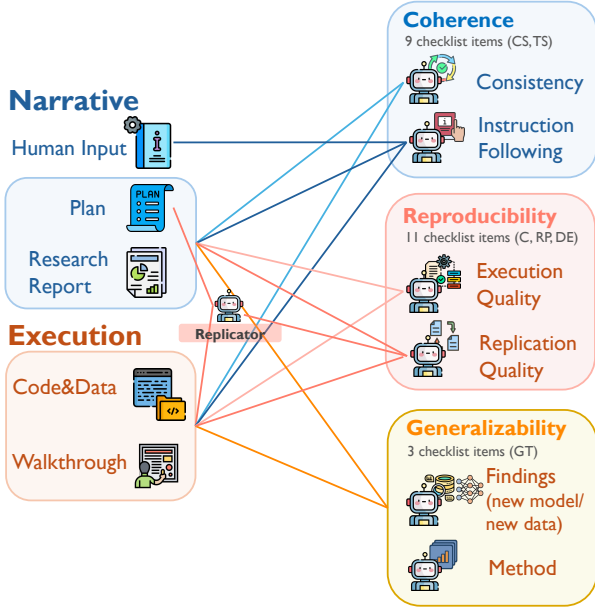 Narrative
Human Input
Plan
PLAN
Research
Report
Execution
Code&Data
Walkthrough
Replicator
Coherence
9 checklist items (CS, TS)
Consistency
Instruction
Following
Reproducibility
11 checklist items (C, RP, DE)
Execution
Quality
Replication
Quality
Generalizability
3 checklist items (GT)
Findings
(new model/
new data)
Method